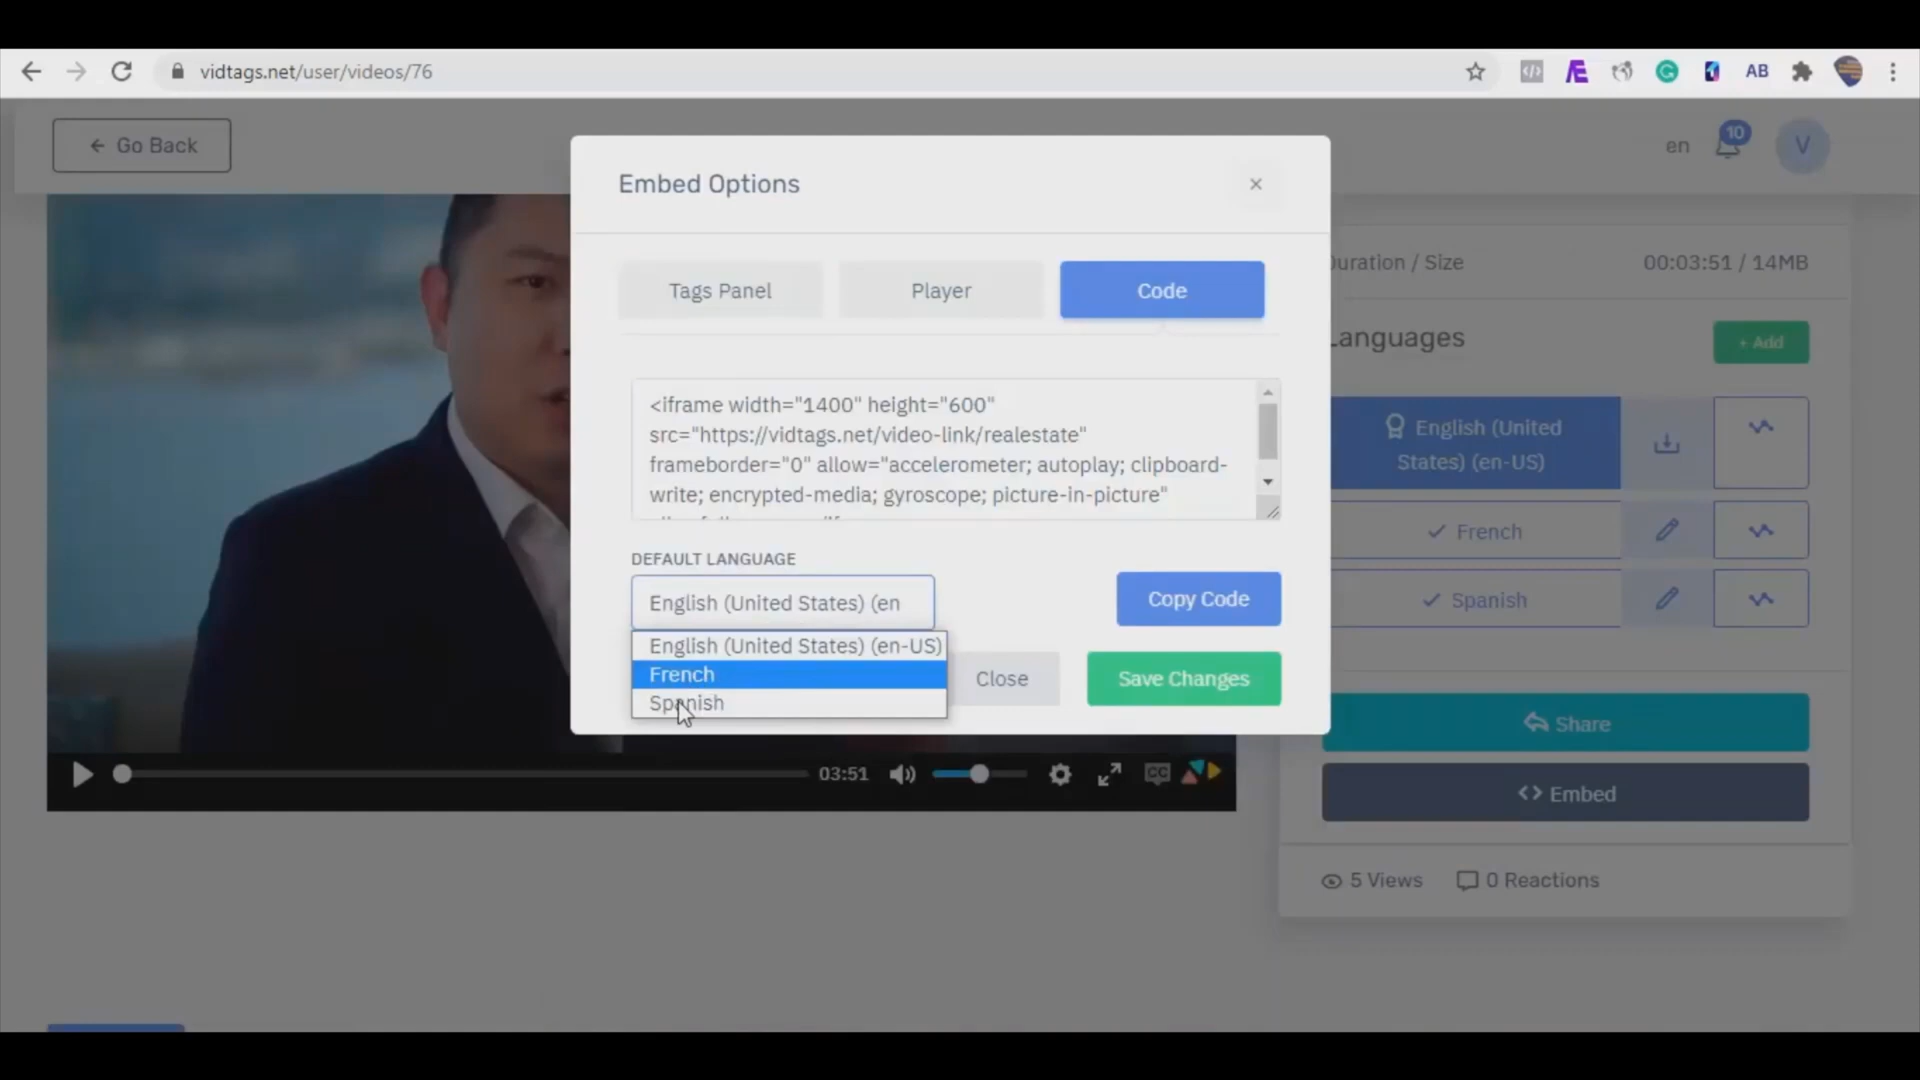 vidtags.net/user/videos/76
AB
Go Back
en
10
V
Embed Options
×
Tags Panel
Player
Code
<iframe width="1400" height="600"
src="https://vidtags.net/video-link/realestate"
frameborder="0" allow="accelerometer; autoplay; clipboard-
write; encrypted-media; gyroscope; picture-in-picture"
DEFAULT LANGUAGE
English (United States) (en
English (United States) (en-US)
French
Spanish
Copy Code
Close
Save Changes
Duration / Size
00:03:51 / 14MB
Languages
+ Add
English (United
States) (en-US)
French
Spanish
Share
<> Embed
5 Views
0 Reactions
03:51
CC